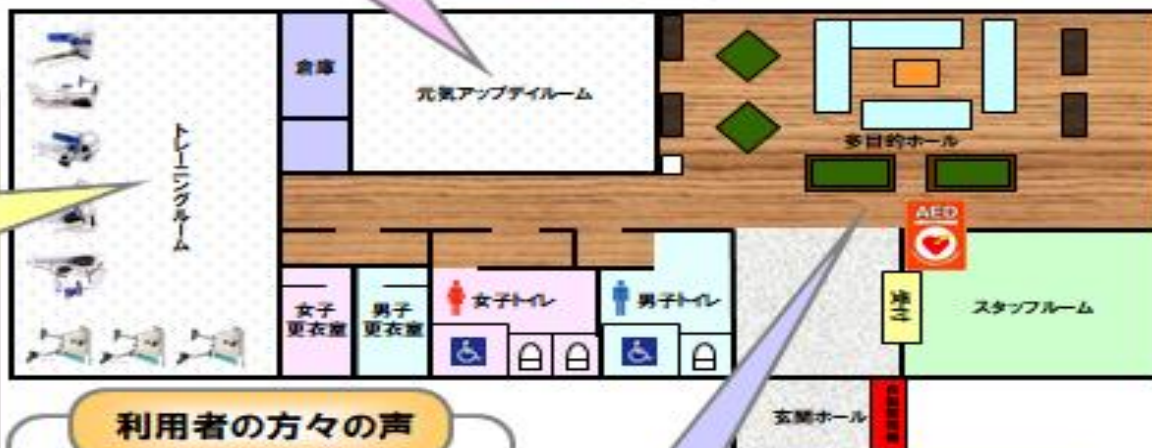 倉庫
元気アップデイルーム
多目的ホール
トレーニングルーム
AED
女子
更衣室
男子
更衣室
女子トイレ
男子トイレ
受付
スタッフルーム
玄関ホール
利用者の方々の声